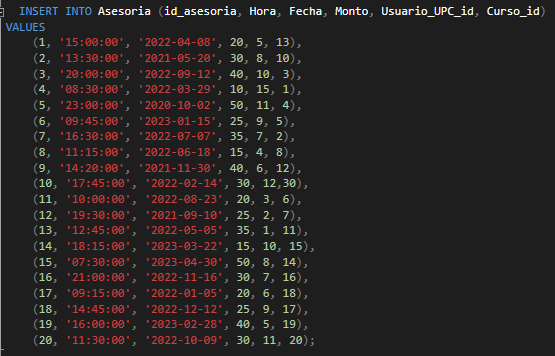 INSERT INTO Asesoria (id_asesoria, Hora, Fecha, Monto, Usuario_UPC_id, Curso_id)
VALUES
(1, '15:00:00', '2022-04-08', 20, 5, 13),
(2, '13:30:00', '2021-05-20', 30, 8, 10),
(3, '20:00:00', '2022-09-12', 40, 10, 3),
(4, '08:30:00', '2022-03-29', 10, 15, 1),
(5, '23:00:00', '2020-10-02', 50, 11, 4),
(6, '09:45:00', '2023-01-15', 25, 9, 5),
(7, '16:30:00', '2022-07-07', 35, 7, 2),
(8, '11:15:00', '2022-06-18', 15, 4, 8),
(9, '14:20:00', '2021-11-30', 40, 6, 12),
(10, '17:45:00', '2022-02-14', 30, 12,30),
(11, '10:00:00', '2022-08-23', 20, 3, 6),
(12, '19:30:00', '2021-09-10', 25, 2, 7),
(13, '12:45:00', '2022-05-05', 35, 1, 11),
(14, '18:15:00', '2023-03-22', 15, 10, 15),
(15, '07:30:00', '2023-04-30', 50, 8, 14),
(16, '21:00:00', '2022-11-16', 30, 7, 16),
(17, '09:15:00', '2022-01-05', 20, 6, 18),
(18, '14:45:00', '2022-12-12', 25, 9, 17),
(19, '16:00:00', '2023-02-28', 40, 5, 19),
(20, '11:30:00', '2022-10-09', 30, 11, 20);